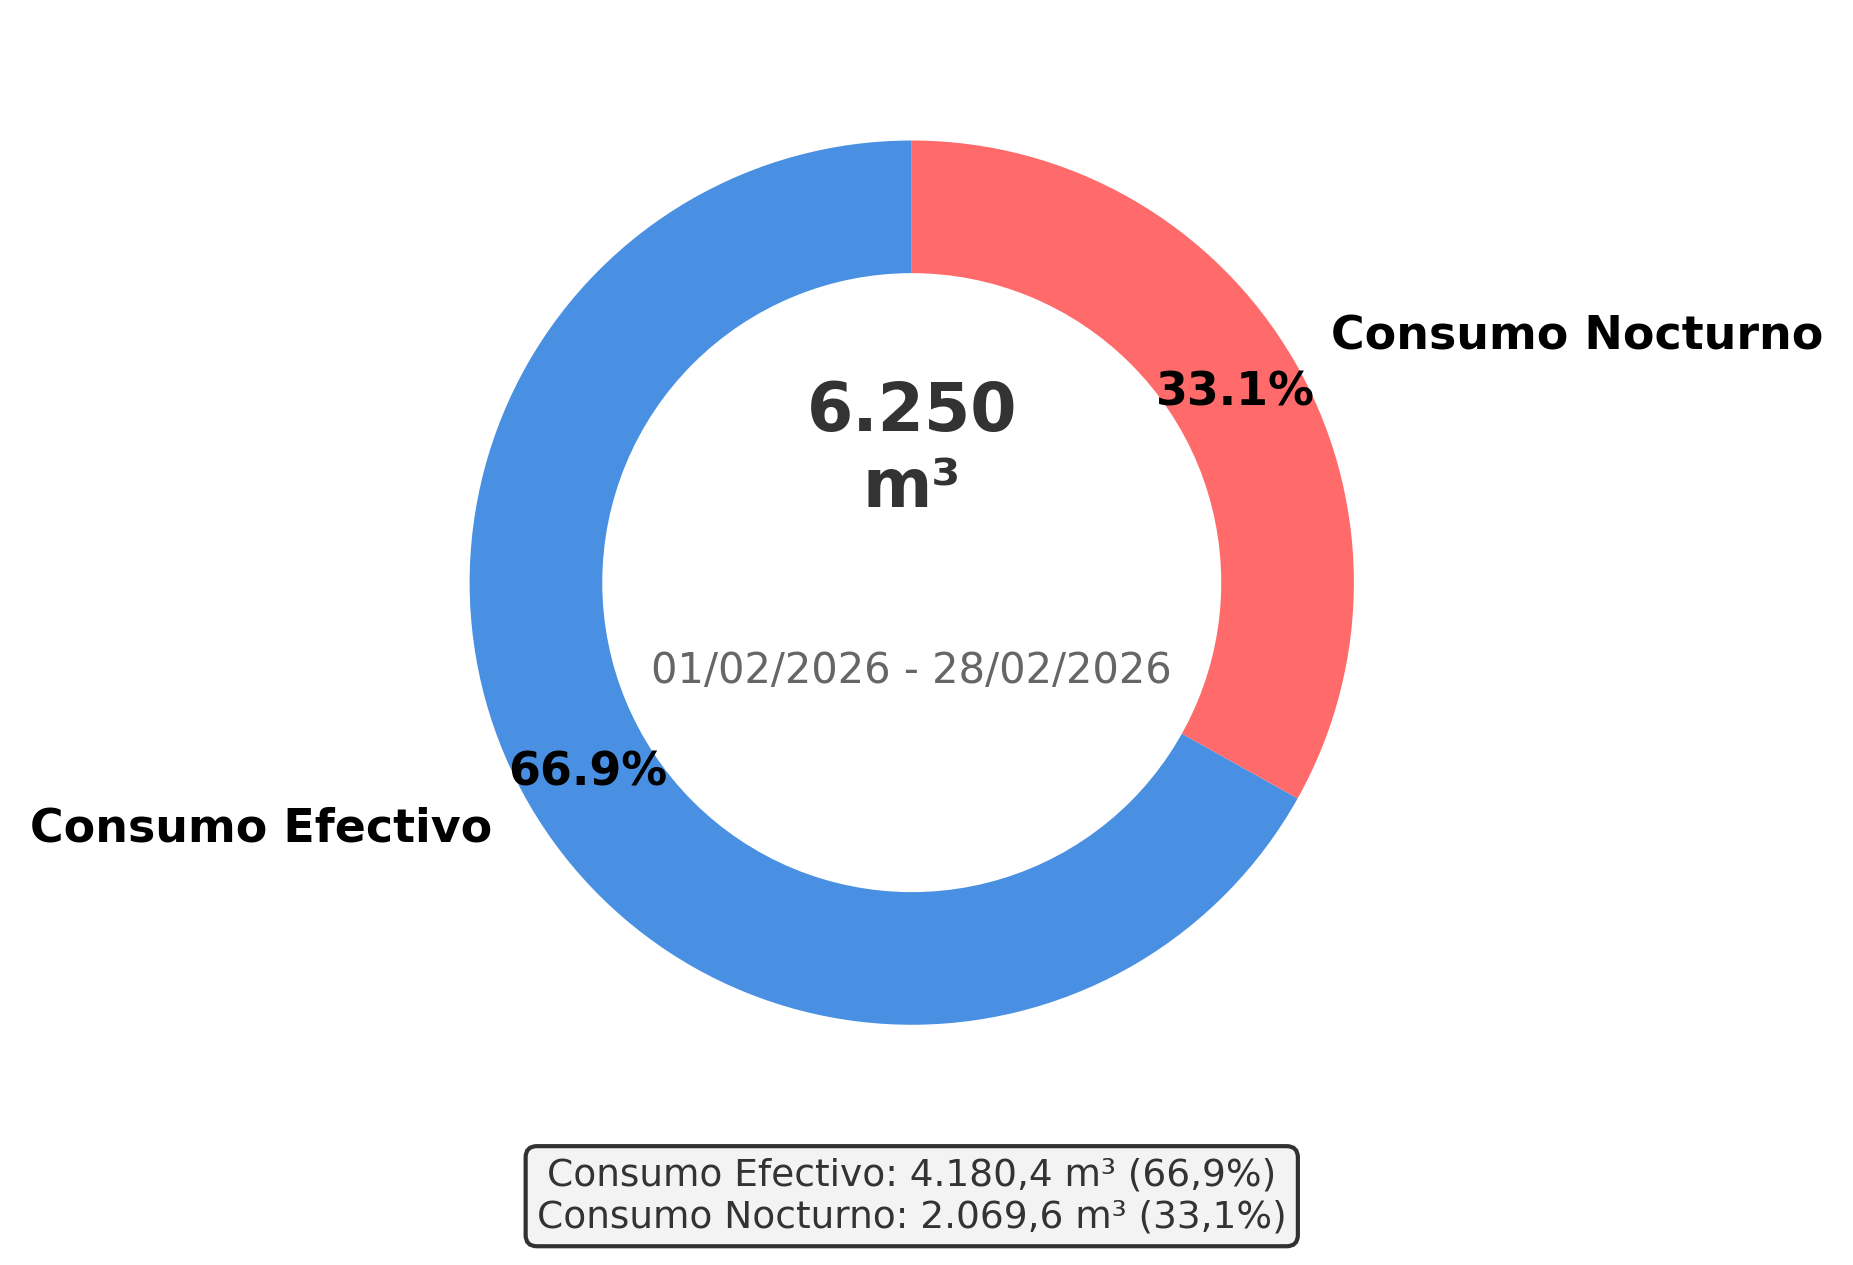 Consumo Nocturno
33.1%
6.250
m³
01/02/2026 - 28/02/2026
66.9%
Consumo Efectivo
Consumo Efectivo: 4.180,4 m³ (66,9%)
Consumo Nocturno: 2.069,6 m³ (33,1%)